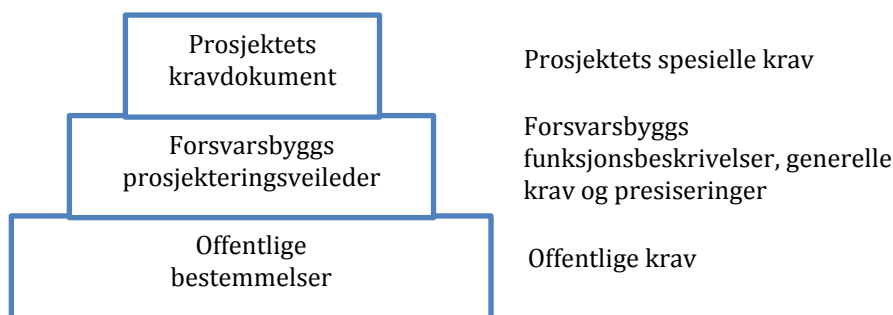 Prosjektets
kravdokument
Prosjektets spesielle krav
Forsvarsbyggs
prosjekteringsveileder
Forsvarsbyggs
funksjonsbeskrivelser, generelle
krav og presiseringer
Offentlige
bestemmelser
Offentlige krav